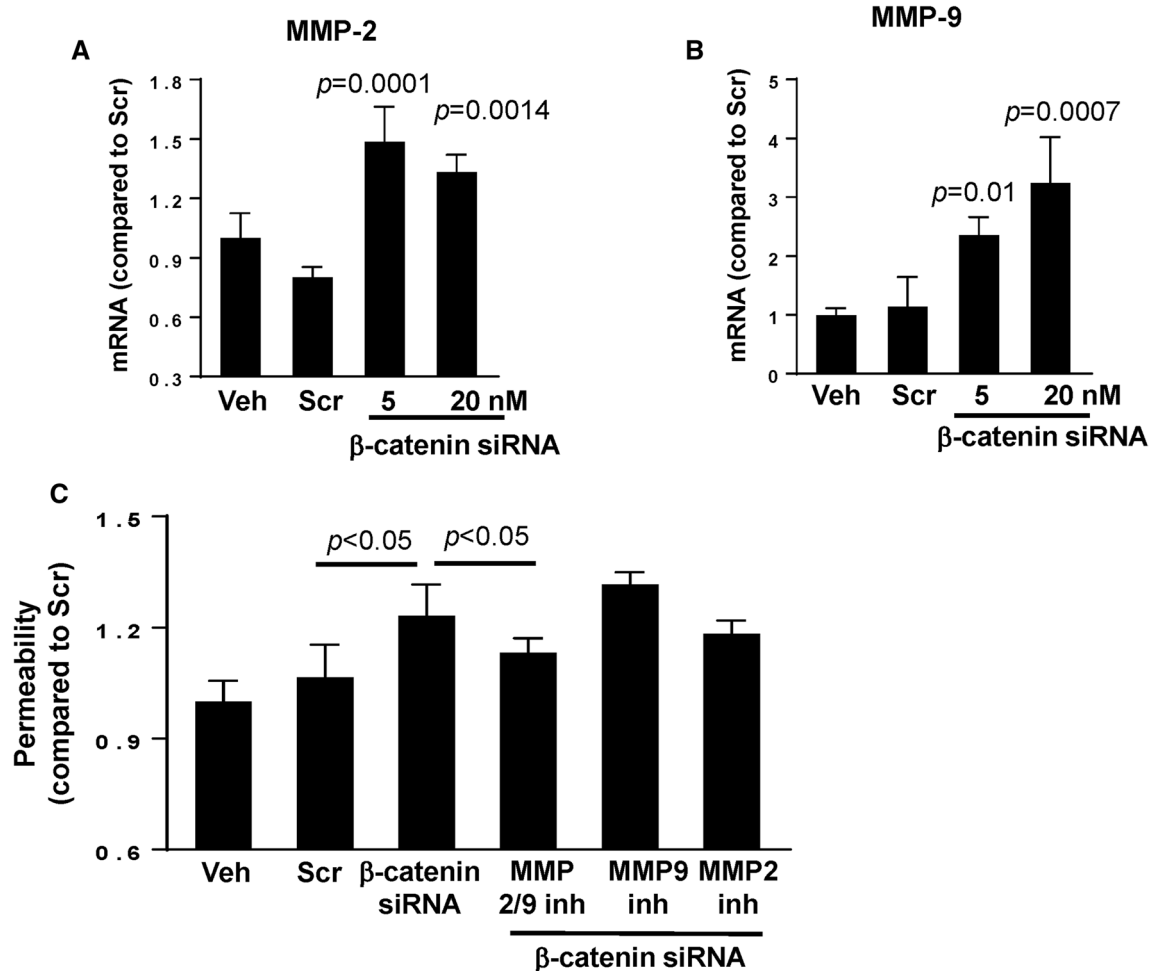 MMP-2
MMP-9
A
B
mRNA (compared to Scr)
1.8
1.5
1.2
0.9
0.6
0.3
p=0.0001
p=0.0014
Veh Scr 5 20 nM
β-catenin siRNA
mRNA (compared to Scr)
5
4
3
2
1
0
p=0.01
p=0.0007
Veh Scr 5 20 nM
β-catenin siRNA
C
Permeability
(compared to Scr)
1.5
1.2
0.9
0.6
p<0.05
p<0.05
Veh Scr β-catenin MMP MMP9 MMP2
siRNA 2/9 inh inh inh
β-catenin siRNA